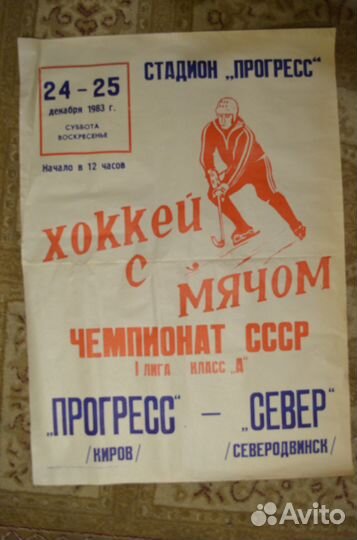 СТАДИОН „ПРОГРЕСС“
24 - 25
декабря 1983 г.
СУББОТА
ВОСКРЕСЕНЬЕ
Начало в 12 часов
ХОККЕЙ
С
МЯЧОМ
ЧЕМПИОНАТ СССР
I ЛИГА КЛАСС „А“
„ПРОГРЕСС“ — „СЕВЕР“
/КИРОВ/ /СЕВЕРОДВИНСК/
Avito